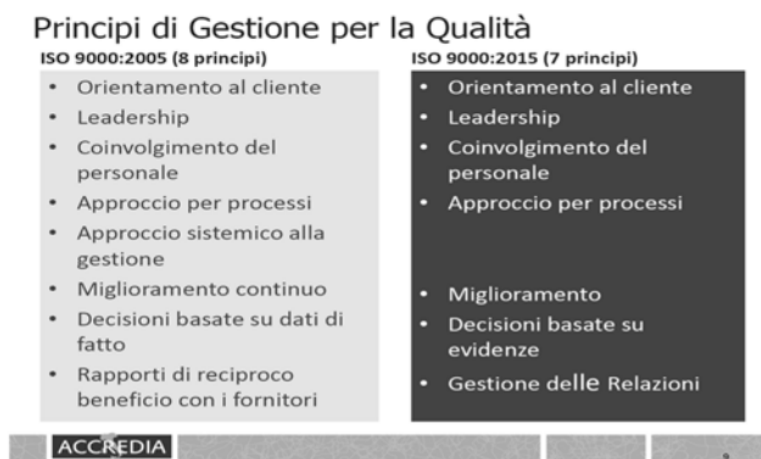 Principi di Gestione per la Qualità
ISO 9000:2005 (8 principi)
• Orientamento al cliente
• Leadership
• Coinvolgimento del
personale
• Approccio per processi
• Approccio sistemico alla
gestione
• Miglioramento continuo
• Decisioni basate su dati di
fatto
• Rapporti di reciproco
beneficio con i fornitori
ISO 9000:2015 (7 principi)
• Orientamento al cliente
• Leadership
• Coinvolgimento del
personale
• Approccio per processi
• Miglioramento
• Decisioni basate su
evidenze
• Gestione delle Relazioni
ACCREDIA
9